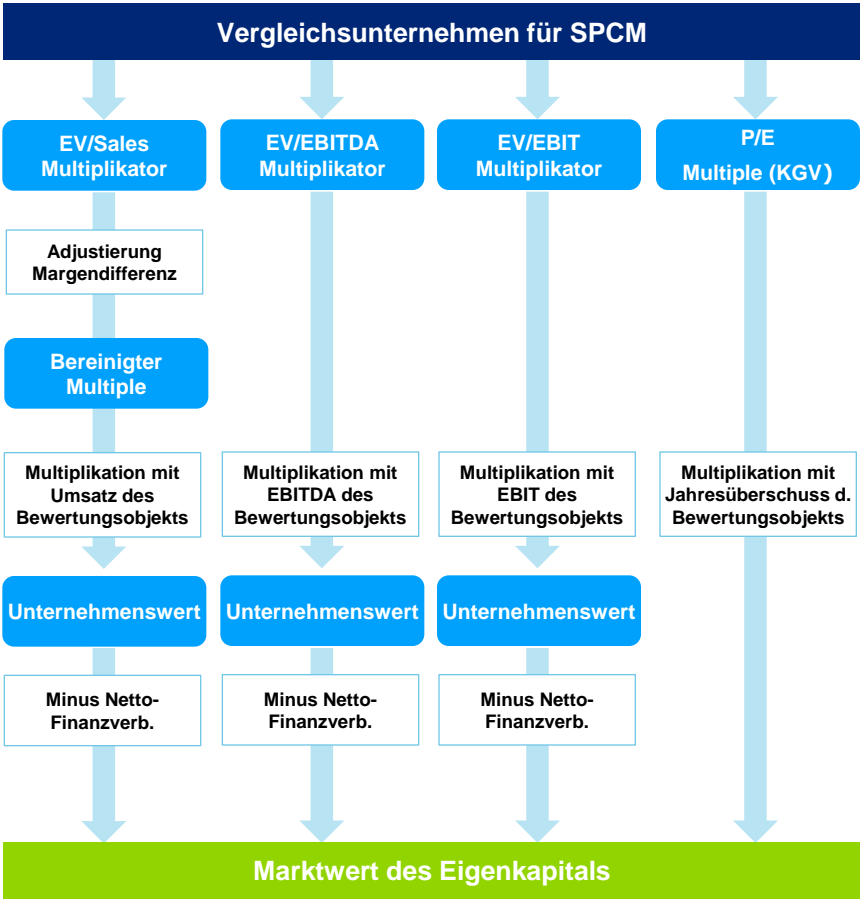 Vergleichsunternehmen für SPCM
EV/Sales
Multiplikator
EV/EBITDA
Multiplikator
EV/EBIT
Multiplikator
P/E
Multiple (KGV)
Adjustierung
Margendifferenz
Bereinigter
Multiple
Multiplikation mit
Umsatz des
Bewertungsobjekts
Multiplikation mit
EBITDA des
Bewertungsobjekts
Multiplikation mit
EBIT des
Bewertungsobjekts
Multiplikation mit
Jahresüberschuss d.
Bewertungsobjekts
Unternehmenswert
Unternehmenswert
Unternehmenswert
Minus Netto-
Finanzverb.
Minus Netto-
Finanzverb.
Minus Netto-
Finanzverb.
Marktwert des Eigenkapitals